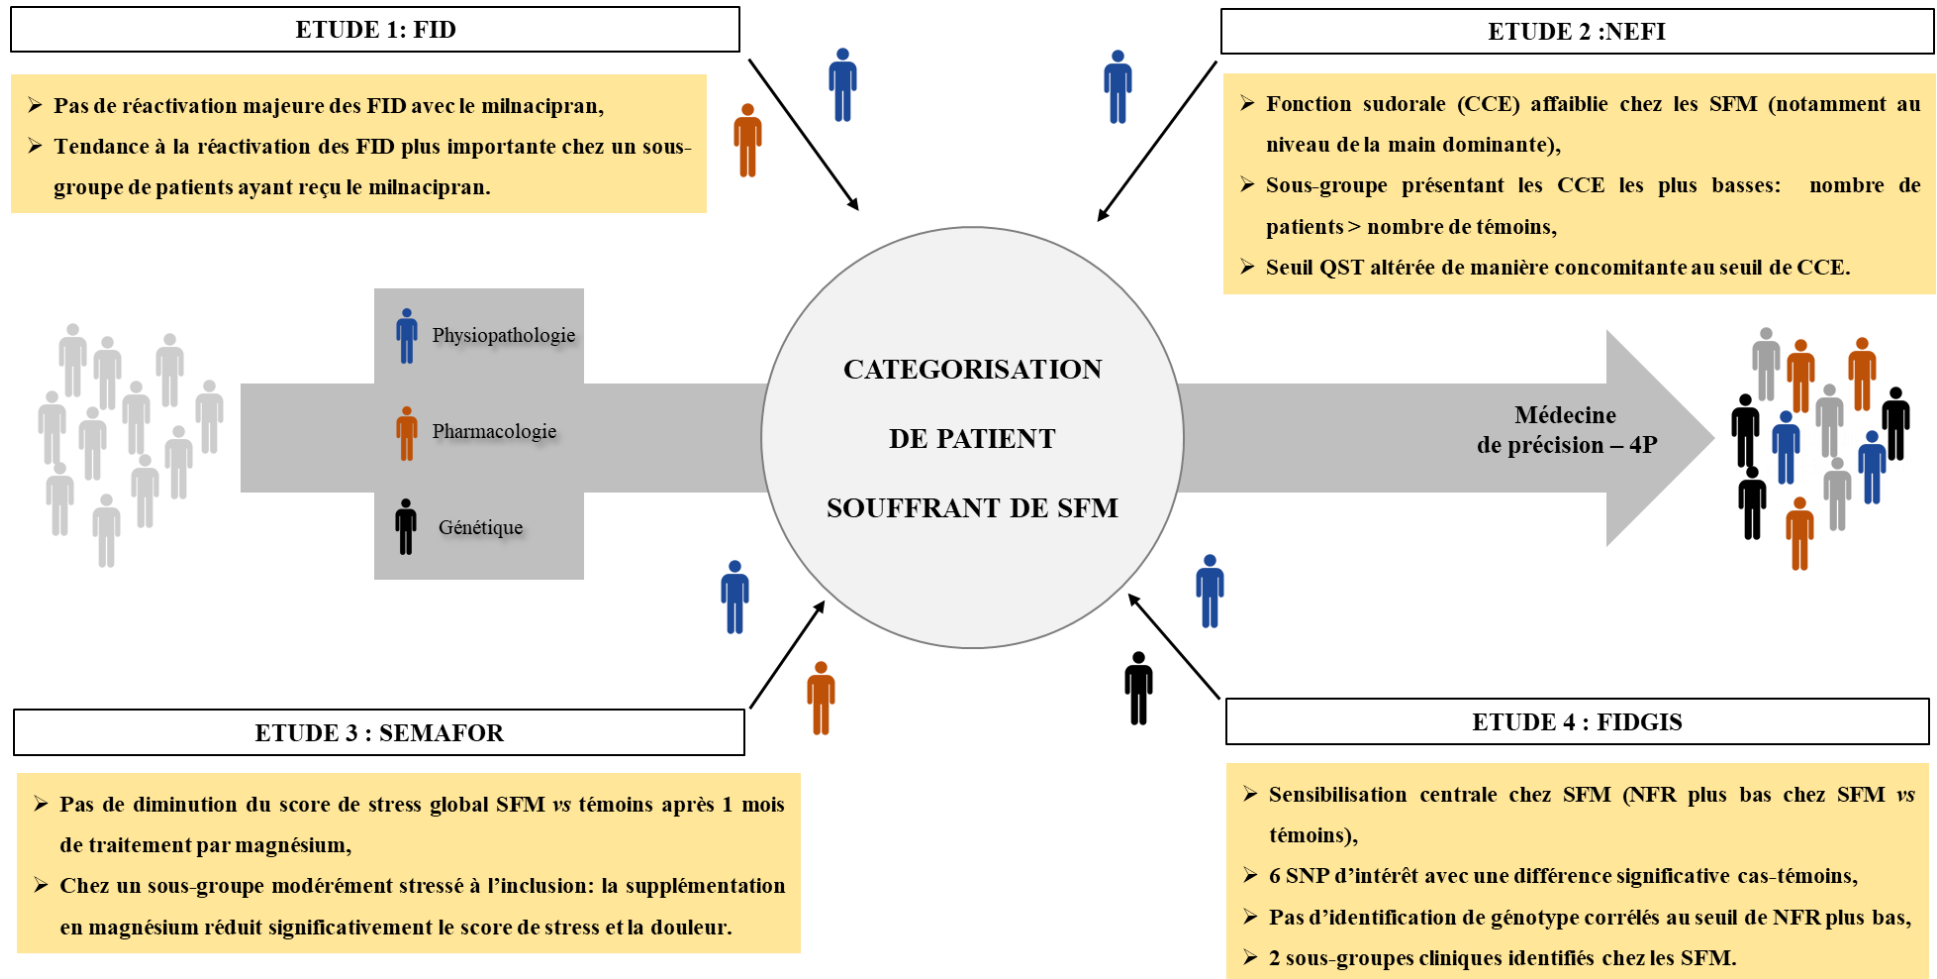 ETUDE 1: FID
➢ Pas de réactivation majeure des FID avec le milnacipran,
➢ Tendance à la réactivation des FID plus importante chez un sous-
groupe de patients ayant reçu le milnacipran.
ETUDE 2 :NEFI
➢ Fonction sudorale (CCE) affaiblie chez les SFM (notamment au
niveau de la main dominante),
➢ Sous-groupe présentant les CCE les plus basses: nombre de
patients > nombre de témoins,
➢ Seuil QST altérée de manière concomitante au seuil de CCE.
Physiopathologie
Pharmacologie
Génétique
CATEGORISATION
DE PATIENT
SOUFFRANT DE SFM
Médecine
de précision – 4P
ETUDE 3 : SEMAFOR
➢ Pas de diminution du score de stress global SFM vs témoins après 1 mois
de traitement par magnésium,
➢ Chez un sous-groupe modérément stressé à l’inclusion: la supplémentation
en magnésium réduit significativement le score de stress et la douleur.
ETUDE 4 : FIDGIS
➢ Sensibilisation centrale chez SFM (NFR plus bas chez SFM vs
témoins),
➢ 6 SNP d’intérêt avec une différence significative cas-témoins,
➢ Pas d’identification de génotype corrélés au seuil de NFR plus bas,
➢ 2 sous-groupes cliniques identifiés chez les SFM.